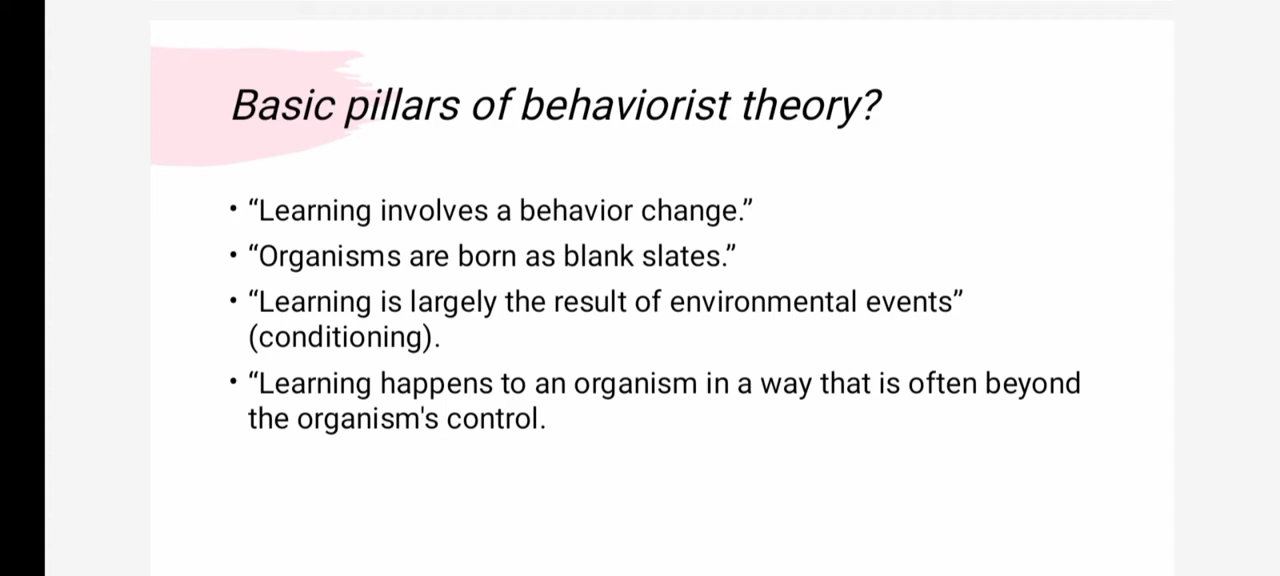 Basic pillars of behaviorist theory?
• “Learning involves a behavior change.”
• “Organisms are born as blank slates.”
• “Learning is largely the result of environmental events”
(conditioning).
• “Learning happens to an organism in a way that is often beyond
the organism's control.